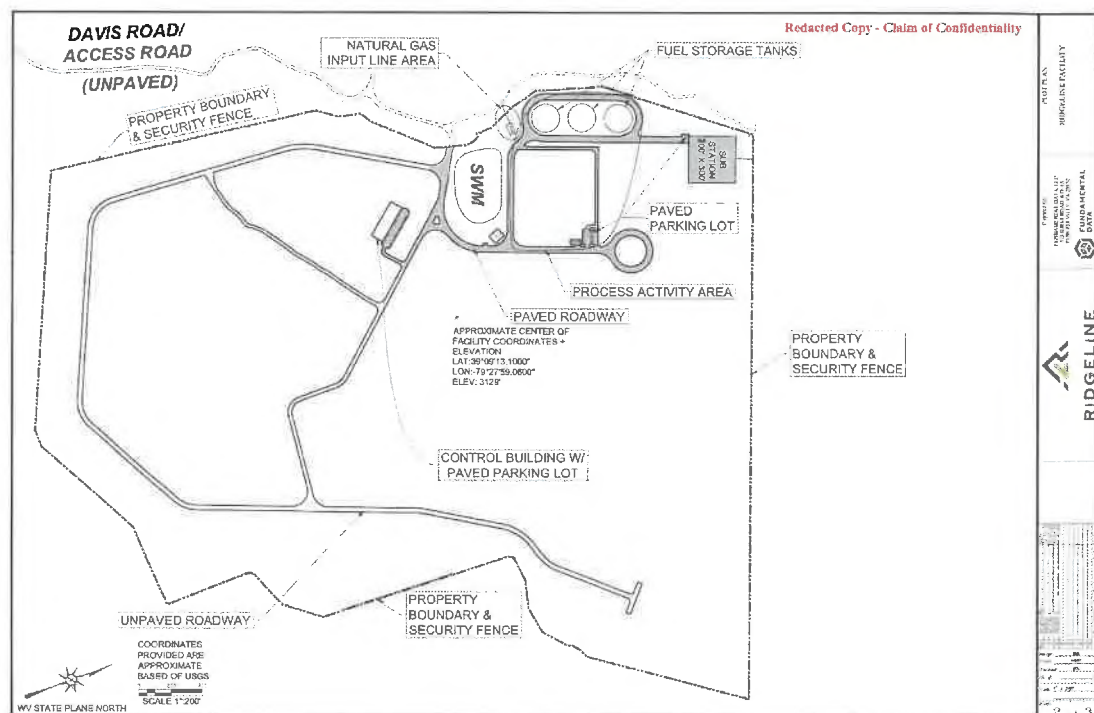 DAVIS ROAD/
ACCESS ROAD
(UNPAVED)
Redacted Copy - Claim of Confidentiality
NATURAL GAS
INPUT LINE AREA
FUEL STORAGE TANKS
PROPERTY BOUNDARY
& SECURITY FENCE
SWM
SUB
STATION
PAVED
PARKING LOT
PROCESS ACTIVITY AREA
PAVED ROADWAY
APPROXIMATE CENTER OF
FACILITY COORDINATES +
ELEVATION
ELEV: 3129'
PROPERTY
BOUNDARY &
SECURITY FENCE
CONTROL BUILDING W/
PAVED PARKING LOT
UNPAVED ROADWAY
PROPERTY
BOUNDARY &
SECURITY FENCE
COORDINATES
PROVIDED ARE
APPROXIMATE
BASED OF USGS
SCALE 1":200'
WV STATE PLANE NORTH
PLOT PLAN
RIDGELINE FACILITY
FUNDAMENTAL
DATA
RIDGELINE